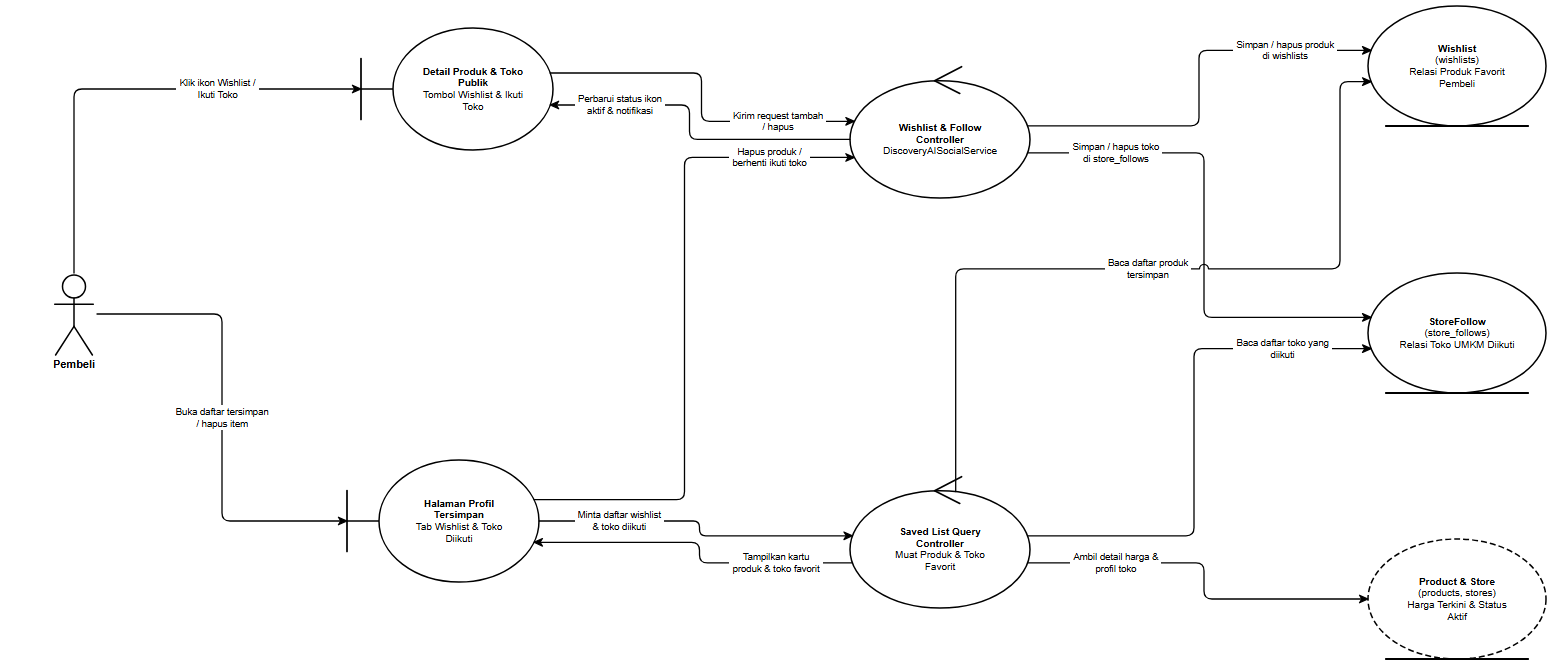 Klik ikon Wishlist /
Ikuti Toko
Detail Produk & Toko
Publik
Tombol Wishlist & Ikuti
Toko
Perbarui status ikon
aktif & notifikasi
Kirim request tambah
/ hapus
Hapus produk /
berhenti ikuti toko
Wishlist & Follow
Controller
DiscoveryAISocialService
Simpan / hapus produk
di wishlists
Wishlist
(wishlists)
Relasi Produk Favorit
Pembeli
Simpan / hapus toko
di store_follows
Baca daftar produk
tersimpan
StoreFollow
(store_follows)
Relasi Toko UMKM Diikuti
Baca daftar toko yang
diikuti
Pembeli
Buka daftar tersimpan
/ hapus item
Halaman Profil
Tersimpan
Tab Wishlist & Toko
Diikuti
Minta daftar wishlist
& toko diikuti
Tampilkan kartu
produk & toko favorit
Saved List Query
Controller
Muat Produk & Toko
Favorit
Ambil detail harga &
profil toko
Product & Store
(products, stores)
Harga Terkini & Status
Aktif